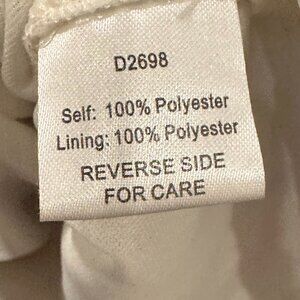 D2698
Self: 100% Polyester
Lining: 100% Polyester
REVERSE SIDE
FOR CARE